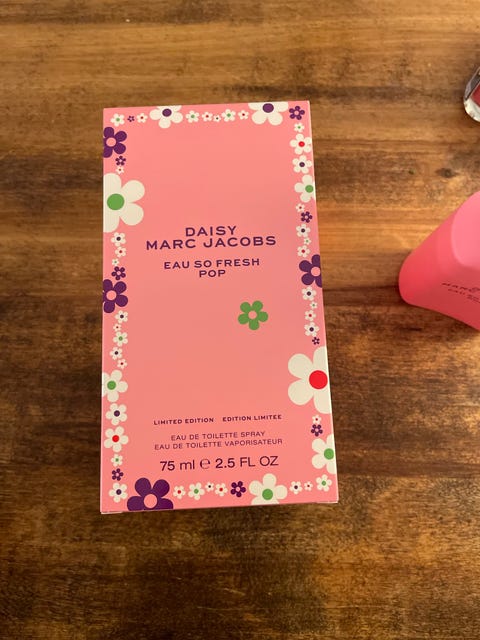 DAISY
MARC JACOBS
EAU SO FRESH
POP
LIMITED EDITION EDITION LIMITEE
EAU DE TOILETTE SPRAY
EAU DE TOILETTE VAPORISATEUR
75 ml ℮ 2.5 FL OZ